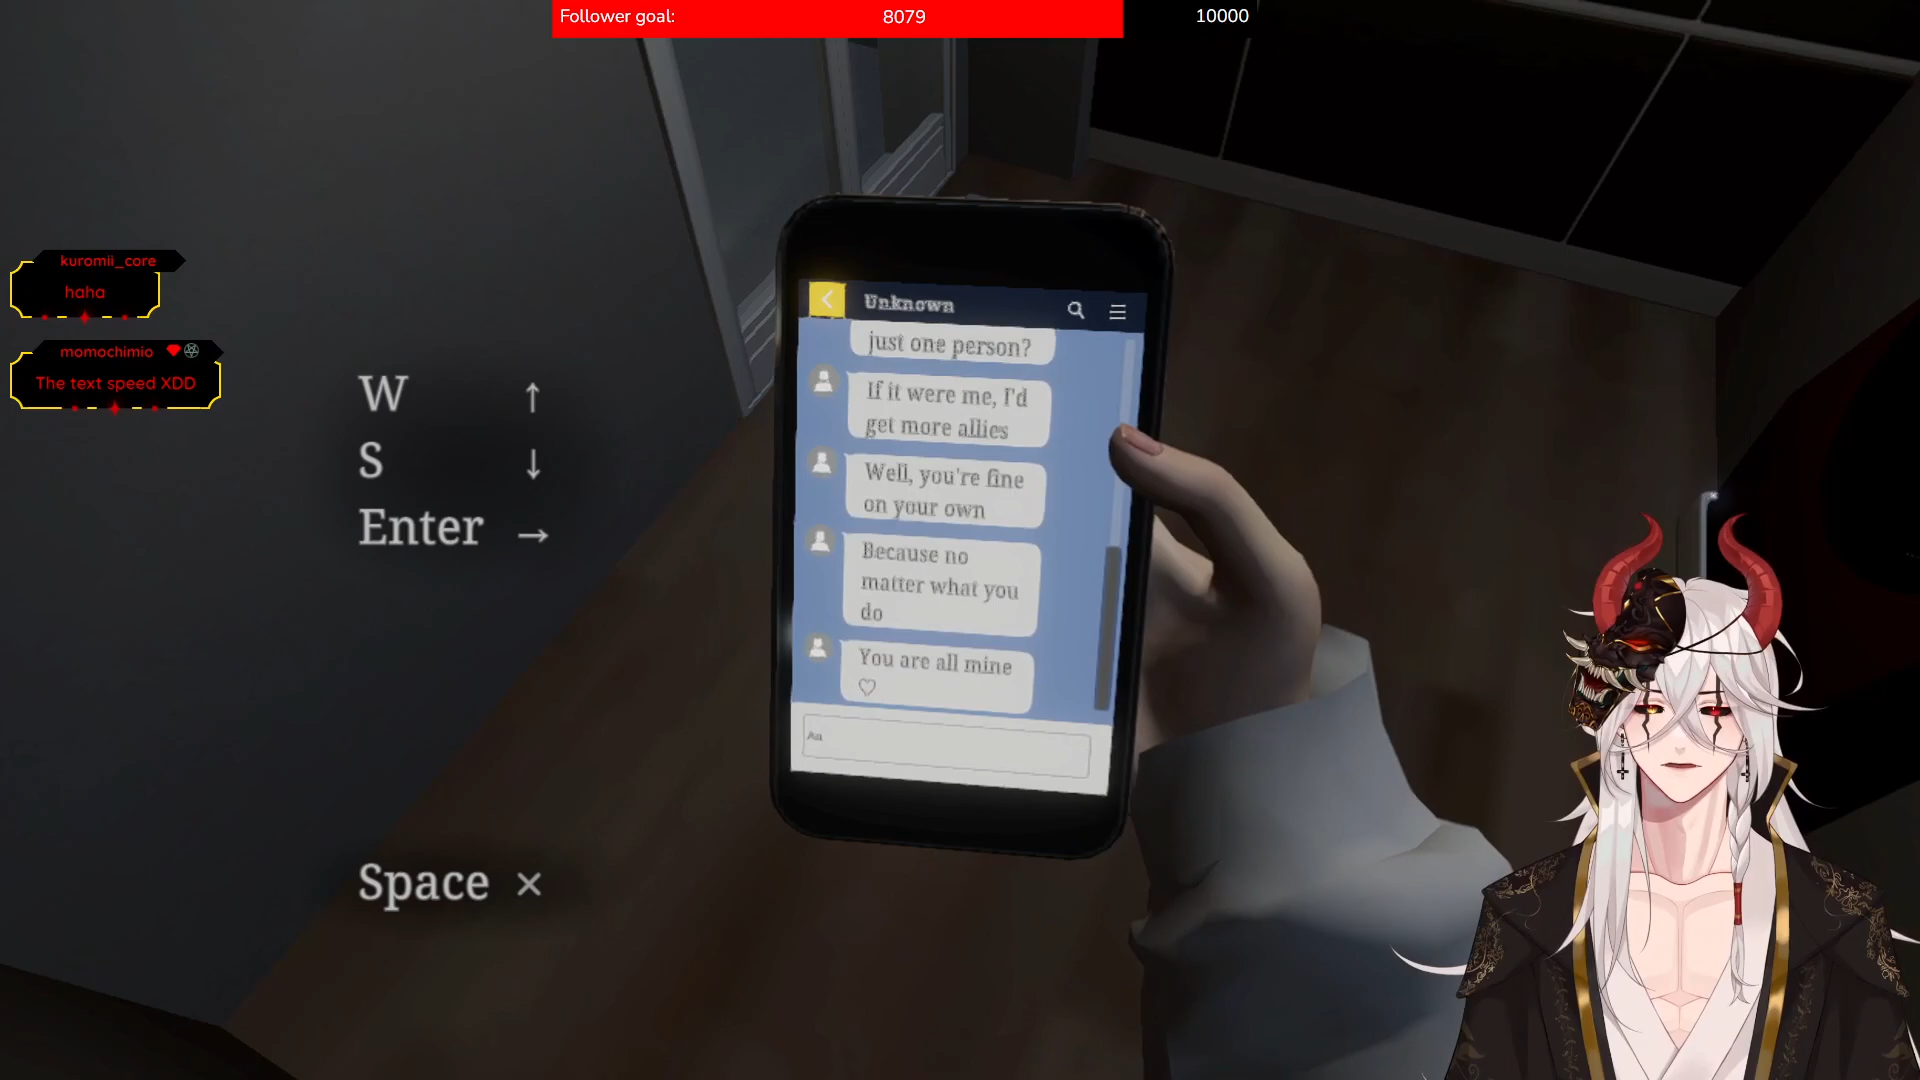 Follower goal:
8079
10000
kuromii_core
haha
momochimio
The text speed XDD
W ↑
S ↓
Enter →
Space ×
Unknown
just one person?
If it were me, I'd
get more allies
Well, you're fine
on your own
Because no
matter what you
do
You are all mine
♡
Aa